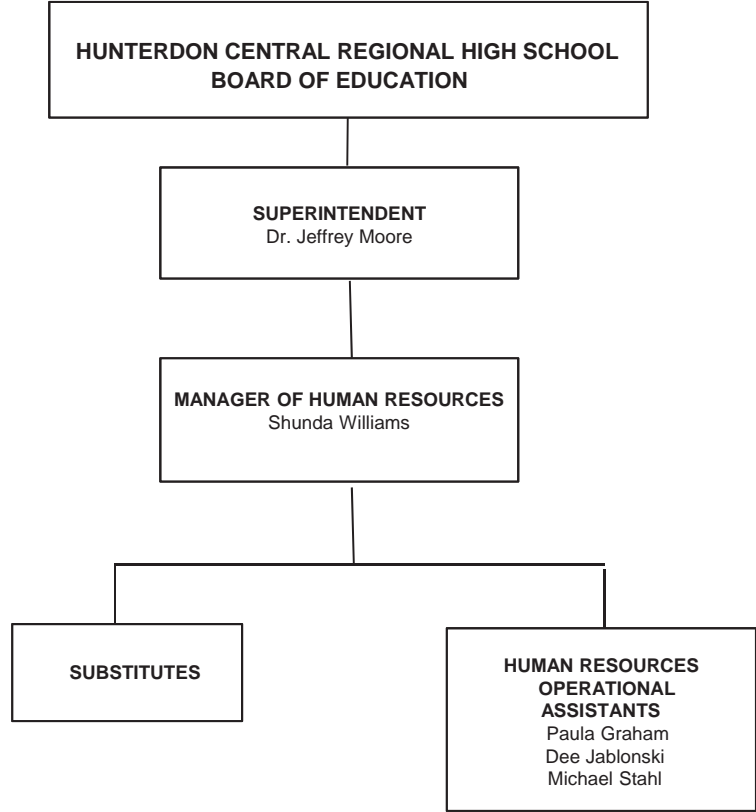 HUNTERDON CENTRAL REGIONAL HIGH SCHOOL
BOARD OF EDUCATION
SUPERINTENDENT
Dr. Jeffrey Moore
MANAGER OF HUMAN RESOURCES
Shunda Williams
SUBSTITUTES
HUMAN RESOURCES
OPERATIONAL
ASSISTANTS
Paula Graham
Dee Jablonski
Michael Stahl